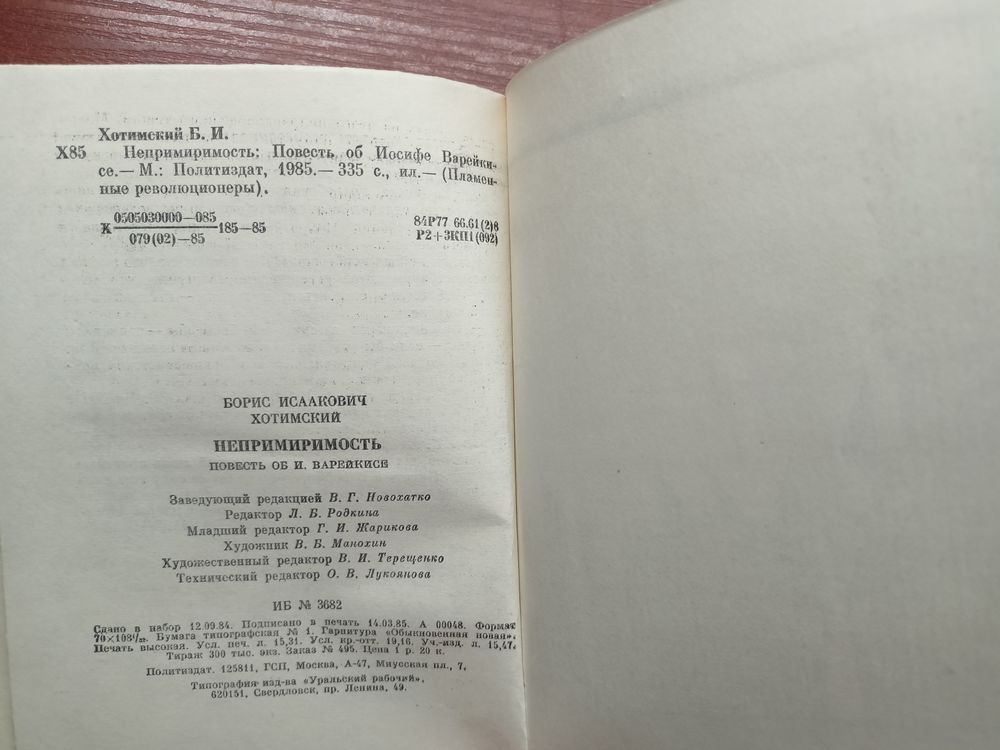 Хотимский Б. И.
Х85 Непримиримость: Повесть об Иосифе Варейки-
се.— М.: Политиздат, 1985.— 335 с., ил.— (Пламен-
ные революционеры).
0505030000—085
Х 185—85
079(02)—85
84Р77 66.61(2)8
Р2+3КП1(092)
БОРИС ИСААКОВИЧ
ХОТИМСКИЙ
НЕПРИМИРИМОСТЬ
ПОВЕСТЬ ОБ И. ВАРЕЙКИСЕ
Заведующий редакцией В. Г. Новохатко
Редактор Л. Б. Родкина
Младший редактор Г. И. Жарикова
Художник В. Б. Манохин
Художественный редактор В. И. Терещенко
Технический редактор О. В. Лукоянова
ИБ № 3682
Сдано в набор 12.09.84. Подписано в печать 14.03.85. А 00048. Формат
70×108¹/₃₂. Бумага типографская № 1. Гарнитура «Обыкновенная новая».
Печать высокая. Усл. печ. л. 15,31. Усл. кр.-отт. 19,16. Уч.-изд. л. 15,47.
Тираж 300 тыс. экз. Заказ № 495. Цена 1 р. 20 к.
Политиздат. 125811, ГСП, Москва, А-47, Миусская пл., 7.
Типография изд-ва «Уральский рабочий»,
620151, Свердловск, пр. Ленина, 49.